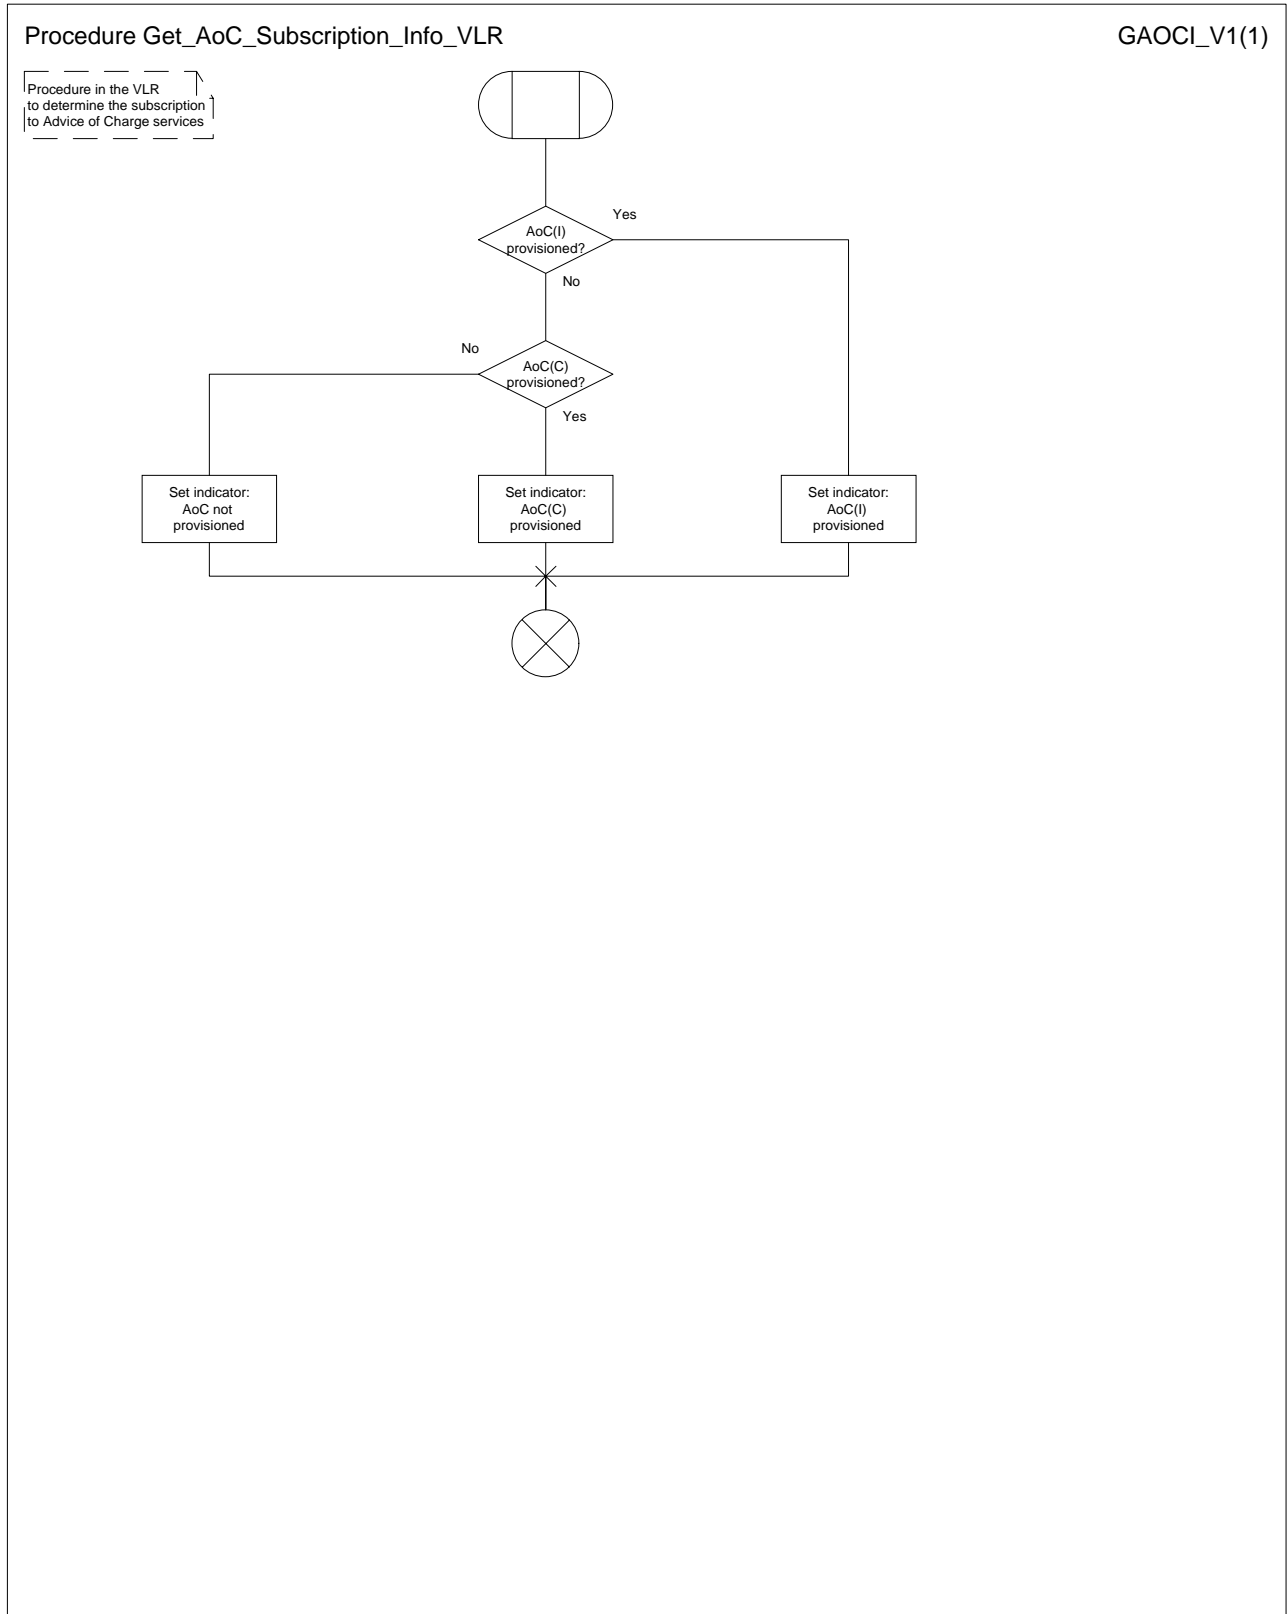 Procedure Get_AoC_Subscription_Info_VLR
GAOCI_V1(1)
Procedure in the VLR
to determine the subscription
to Advice of Charge services
Yes
AoC(I)
provisioned?
No
No
AoC(C)
provisioned?
Yes
Set indicator:
AoC not
provisioned
Set indicator:
AoC(C)
provisioned
Set indicator:
AoC(I)
provisioned